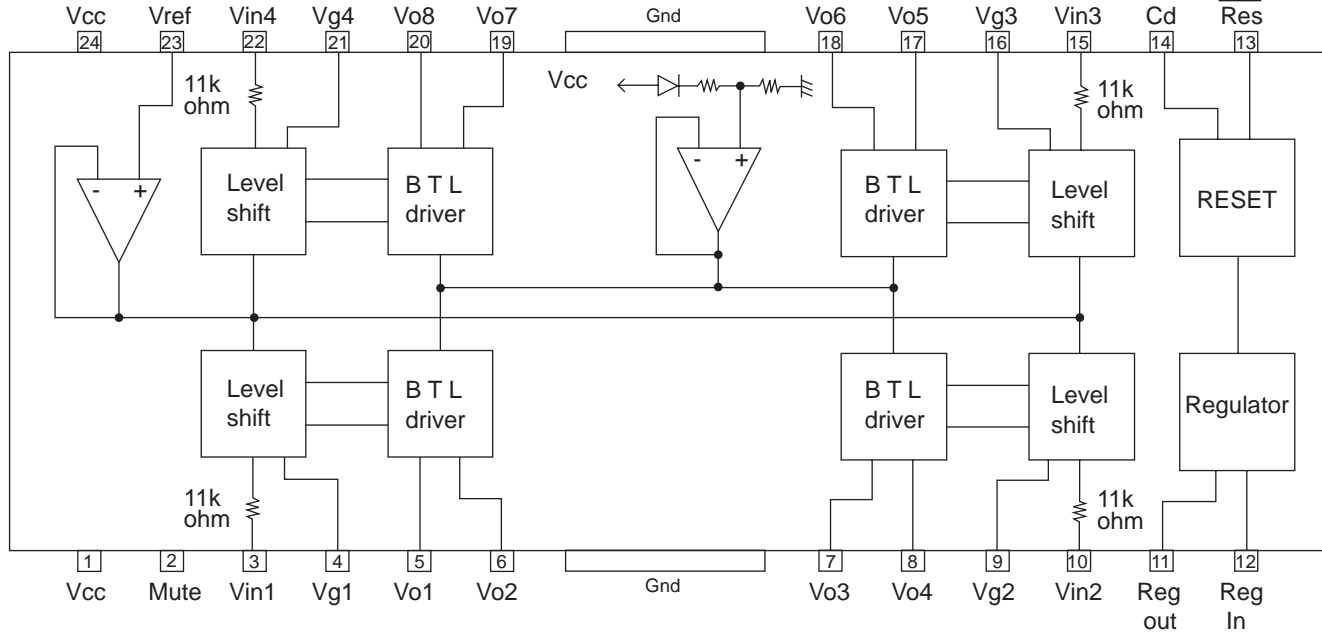 Vcc Vref Vin4 Vg4 Vo8 Vo7 Gnd Vo6 Vo5 Vg3 Vin3 Cd Res
24 23 22 21 20 19 18 17 16 15 14 13
11k
ohm
Vcc
11k
ohm
- +
Level
shift
B T L
driver
- +
B T L
driver
Level
shift
RESET
Level
shift
B T L
driver
B T L
driver
Level
shift
Regulator
11k
ohm
11k
ohm
1 2 3 4 5 6 7 8 9 10 11 12
Vcc Mute Vin1 Vg1 Vo1 Vo2 Gnd Vo3 Vo4 Vg2 Vin2 Reg
out
Reg
In